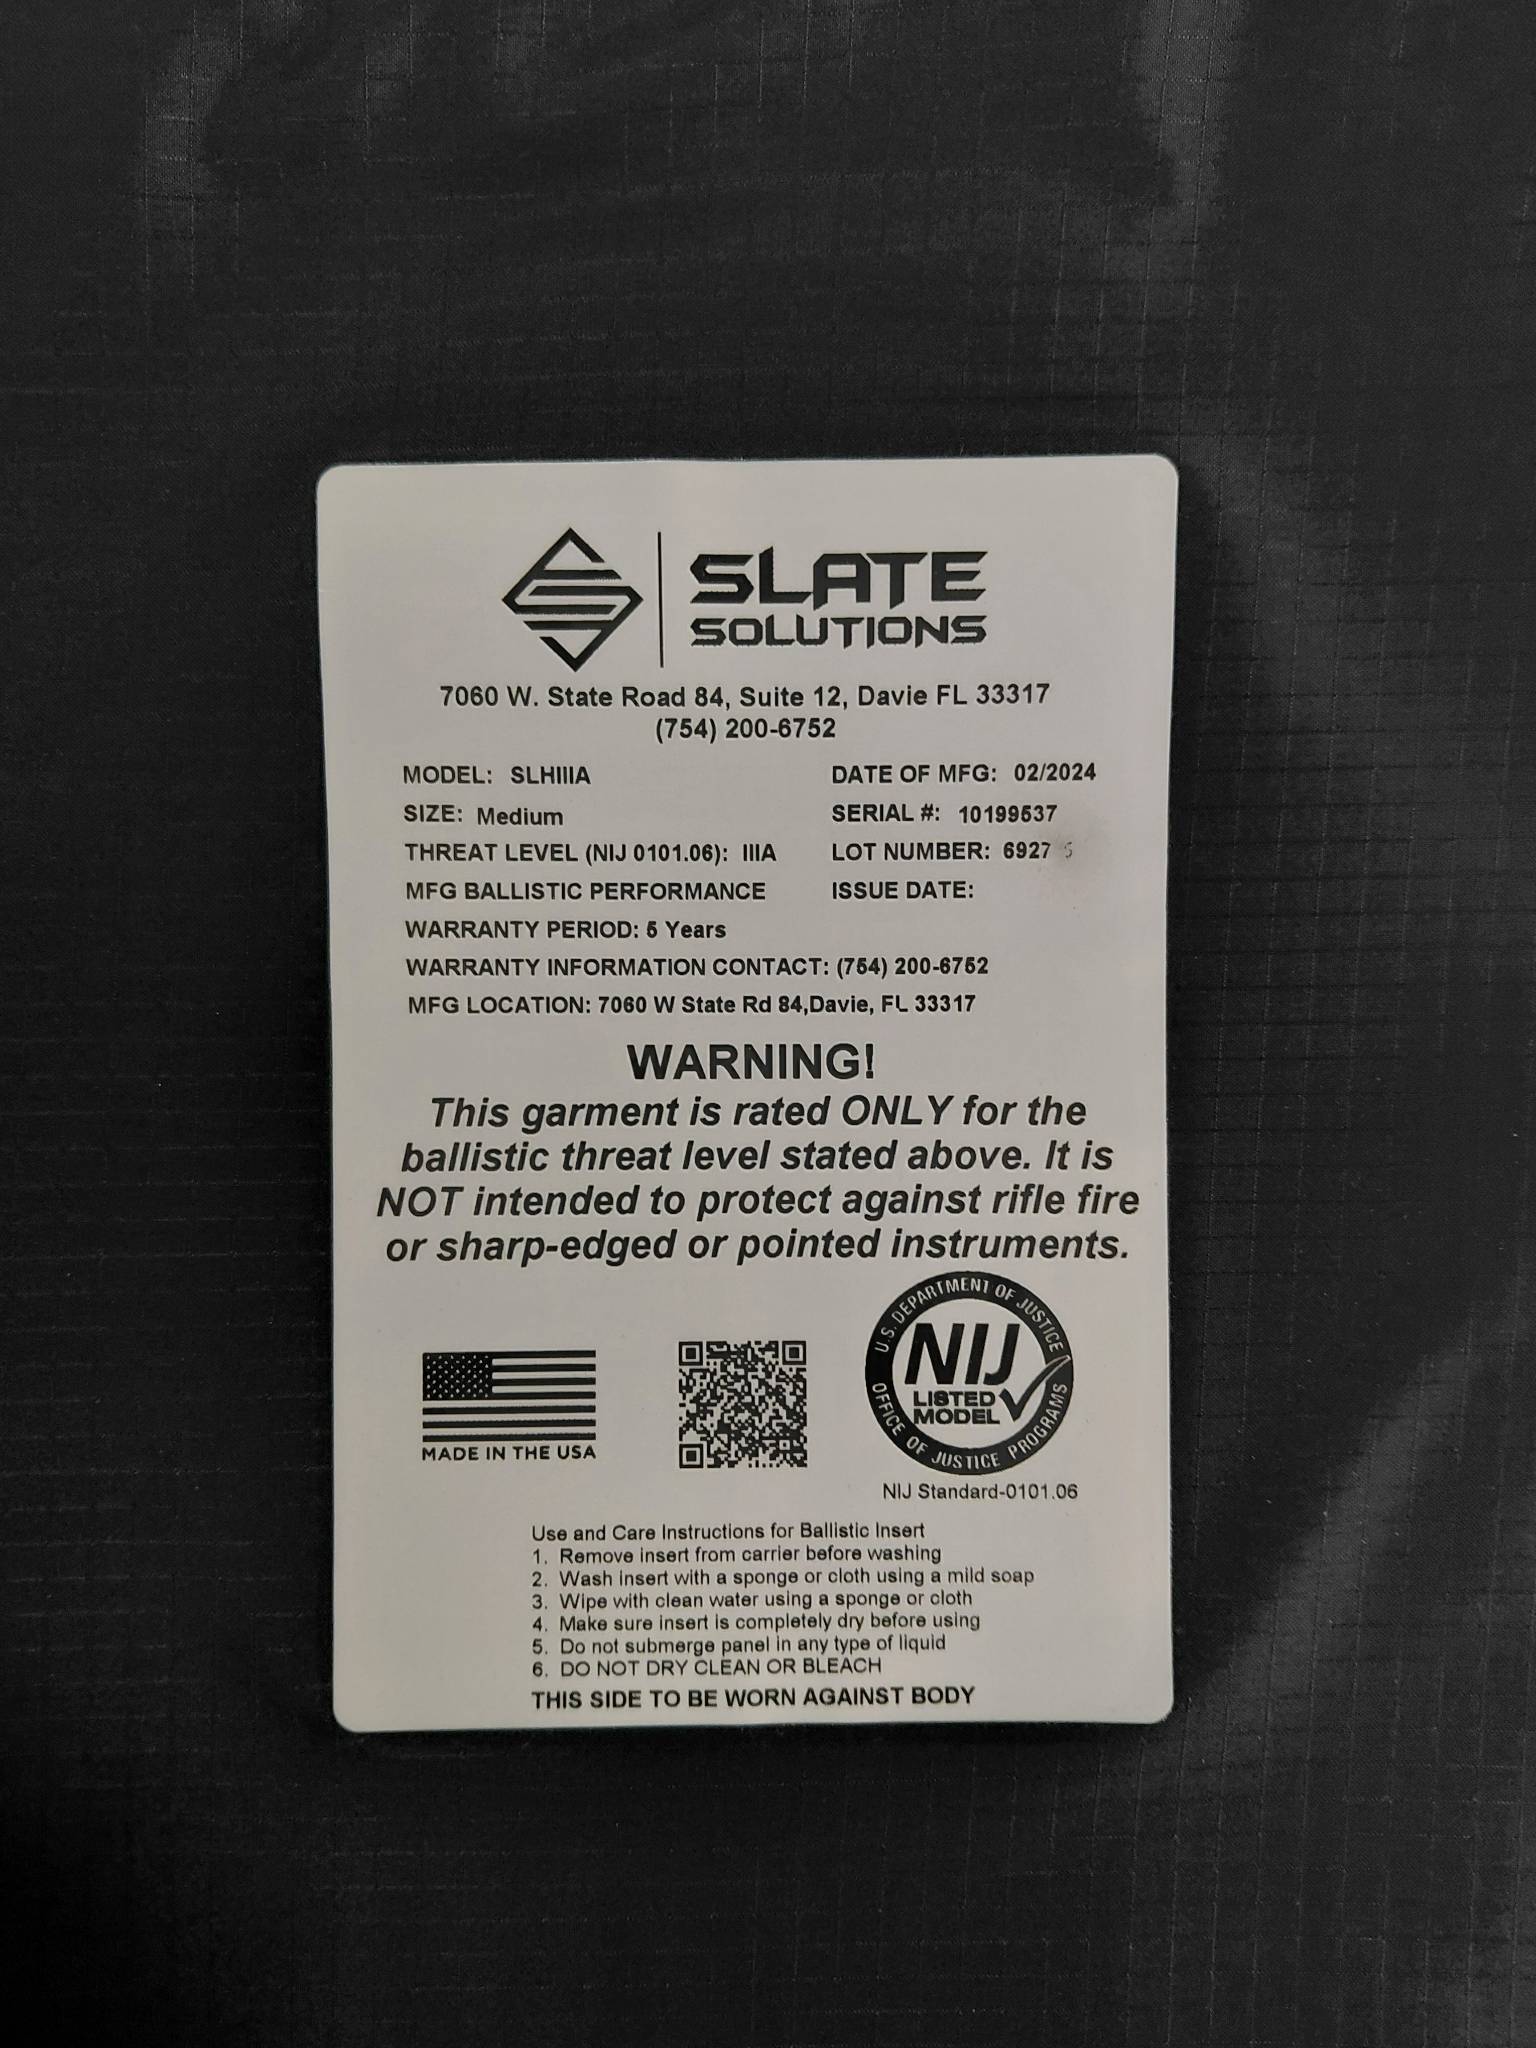 SLATE
SOLUTIONS
7060 W. State Road 84, Suite 12, Davie FL 33317
(754) 200-6752
MODEL: SLHIIIA DATE OF MFG: 02/2024
SIZE: Medium SERIAL #: 10199537
THREAT LEVEL (NIJ 0101.06): IIIA LOT NUMBER: 6927
MFG BALLISTIC PERFORMANCE ISSUE DATE:
WARRANTY PERIOD: 5 Years
WARRANTY INFORMATION CONTACT: (754) 200-6752
MFG LOCATION: 7060 W State Rd 84,Davie, FL 33317
WARNING!
This garment is rated ONLY for the
ballistic threat level stated above. It is
NOT intended to protect against rifle fire
or sharp-edged or pointed instruments.
MADE IN THE USA
U.S. DEPARTMENT OF JUSTICE
NIJ
LISTED
MODEL
OFFICE OF JUSTICE PROGRAMS
NIJ Standard-0101.06
Use and Care Instructions for Ballistic Insert
1. Remove insert from carrier before washing
2. Wash insert with a sponge or cloth using a mild soap
3. Wipe with clean water using a sponge or cloth
4. Make sure insert is completely dry before using
5. Do not submerge panel in any type of liquid
6. DO NOT DRY CLEAN OR BLEACH
THIS SIDE TO BE WORN AGAINST BODY